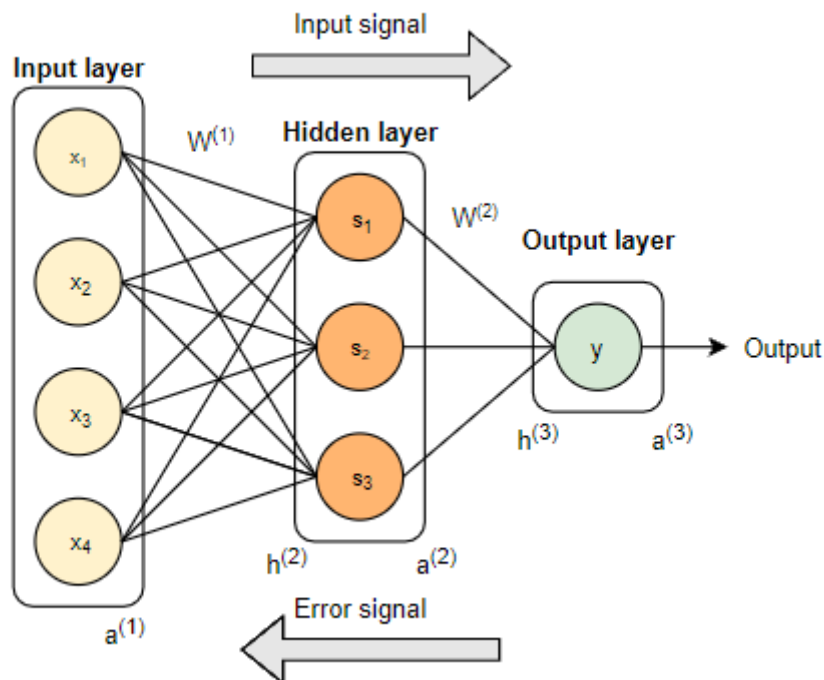 Input signal
Input layer
W⁽¹⁾
Hidden layer
x₁
s₁
W⁽²⁾
Output layer
x₂
s₂
y
Output
x₃
h⁽³⁾
a⁽³⁾
s₃
x₄
h⁽²⁾
a⁽²⁾
Error signal
a⁽¹⁾